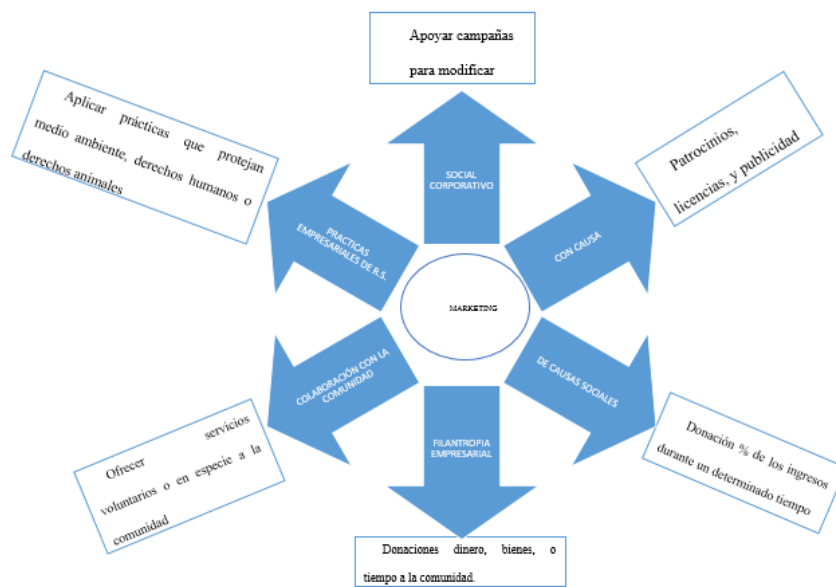 Apoyar campañas
para modificar
Aplicar prácticas que protejan
medio ambiente, derechos humanos o
derechos animales
Patrocinios,
licencias, y publicidad
SOCIAL
CORPORATIVO
PRACTICAS
EMPRESARIALES DE R.S.
CON CAUSA
MARKETING
COLABORACIÓN CON LA
COMUNIDAD
DE CAUSAS SOCIALES
FILANTROPIA
EMPRESARIAL
Ofrecer servicios
voluntarios o en especie a la
comunidad
Donación % de los ingresos
durante un determinado tiempo
Donaciones dinero, bienes, o
tiempo a la comunidad.